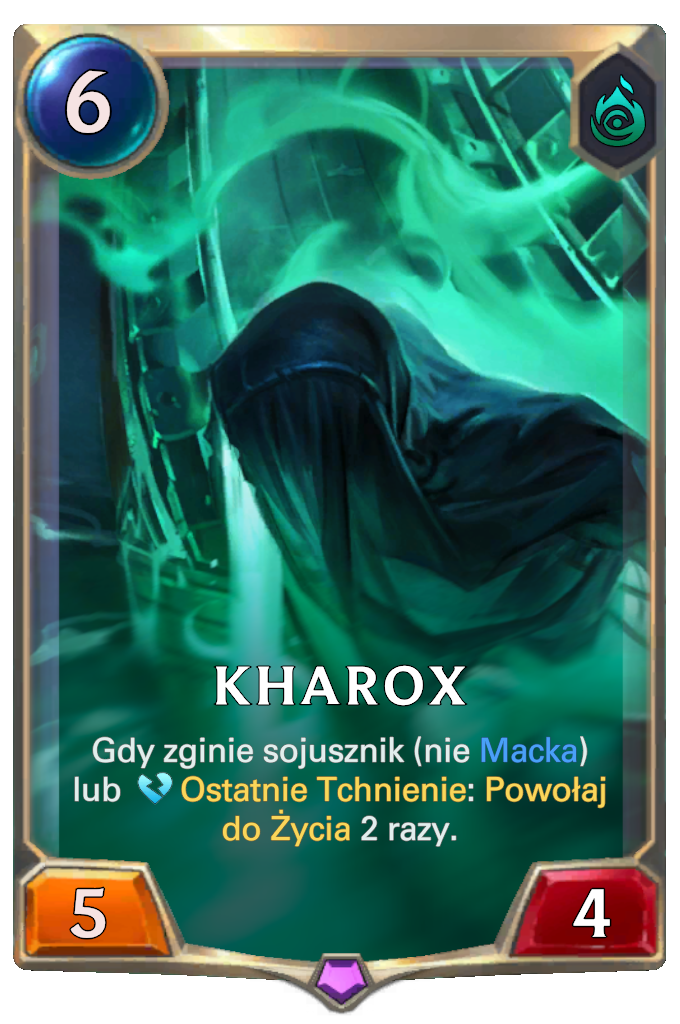 6
KHAROX
Gdy zginie sojusznik (nie Macka)
lub Ostatnie Tchnienie: Powołaj
do Życia 2 razy.
5
4